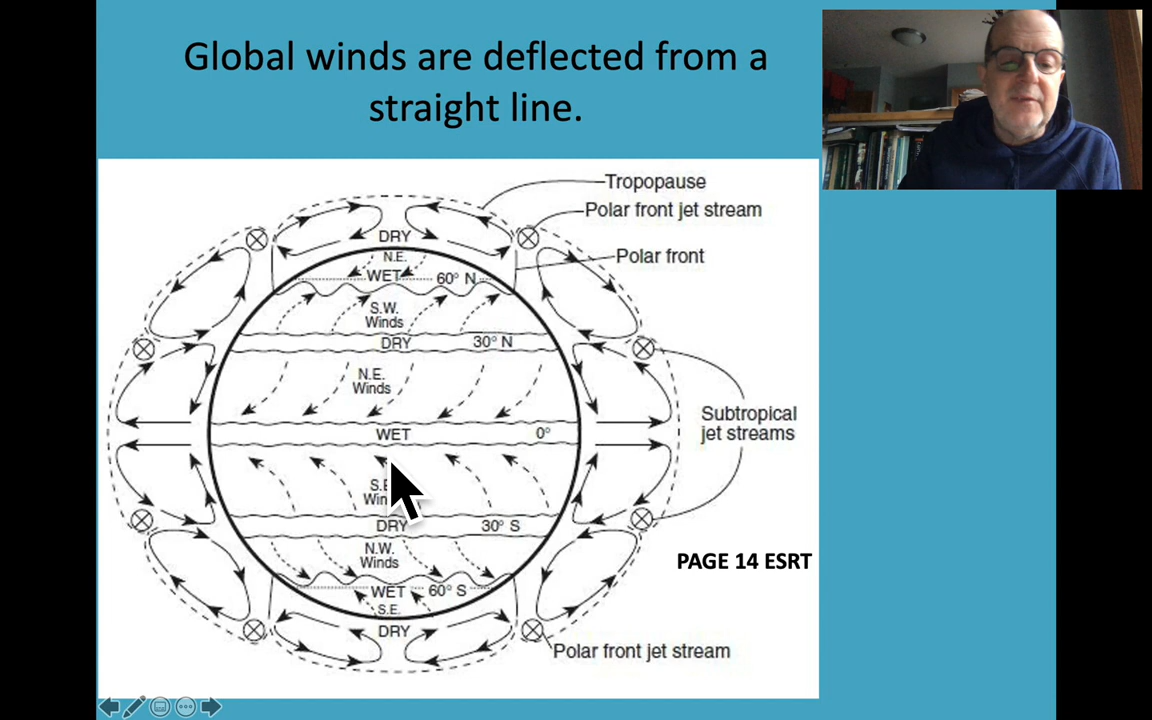 Global winds are deflected from a
straight line.
Tropopause
Polar front jet stream
DRY
Polar front
N.E.
WET
60° N
S.W.
Winds
DRY
30° N
N.E.
Winds
Subtropical
jet streams
WET
0°
S.E.
DRY
30° S
N.W.
Winds
PAGE 14 ESRT
WET
60° S
S.E.
DRY
Polar front jet stream